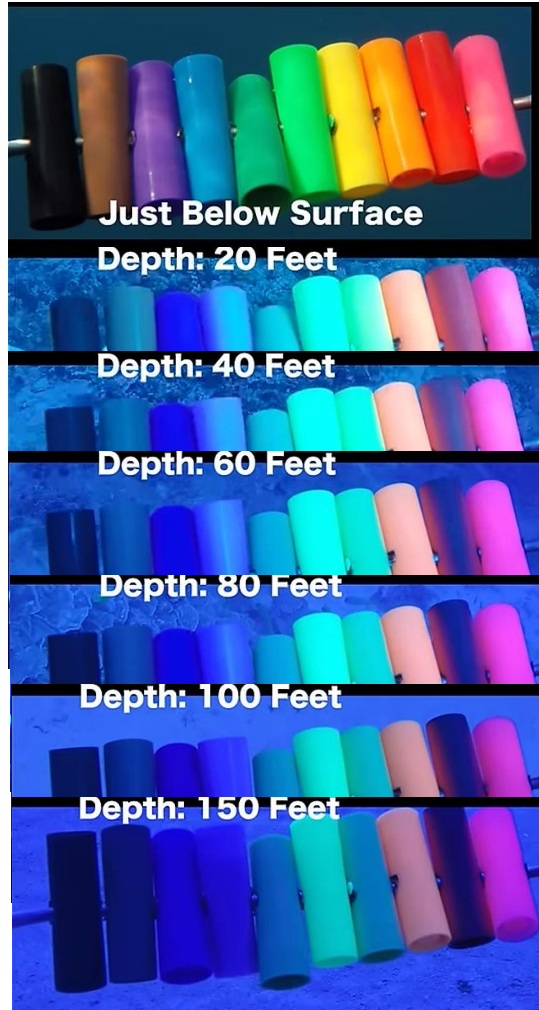 Just Below Surface
Depth: 20 Feet
Depth: 40 Feet
Depth: 60 Feet
Depth: 80 Feet
Depth: 100 Feet
Depth: 150 Feet